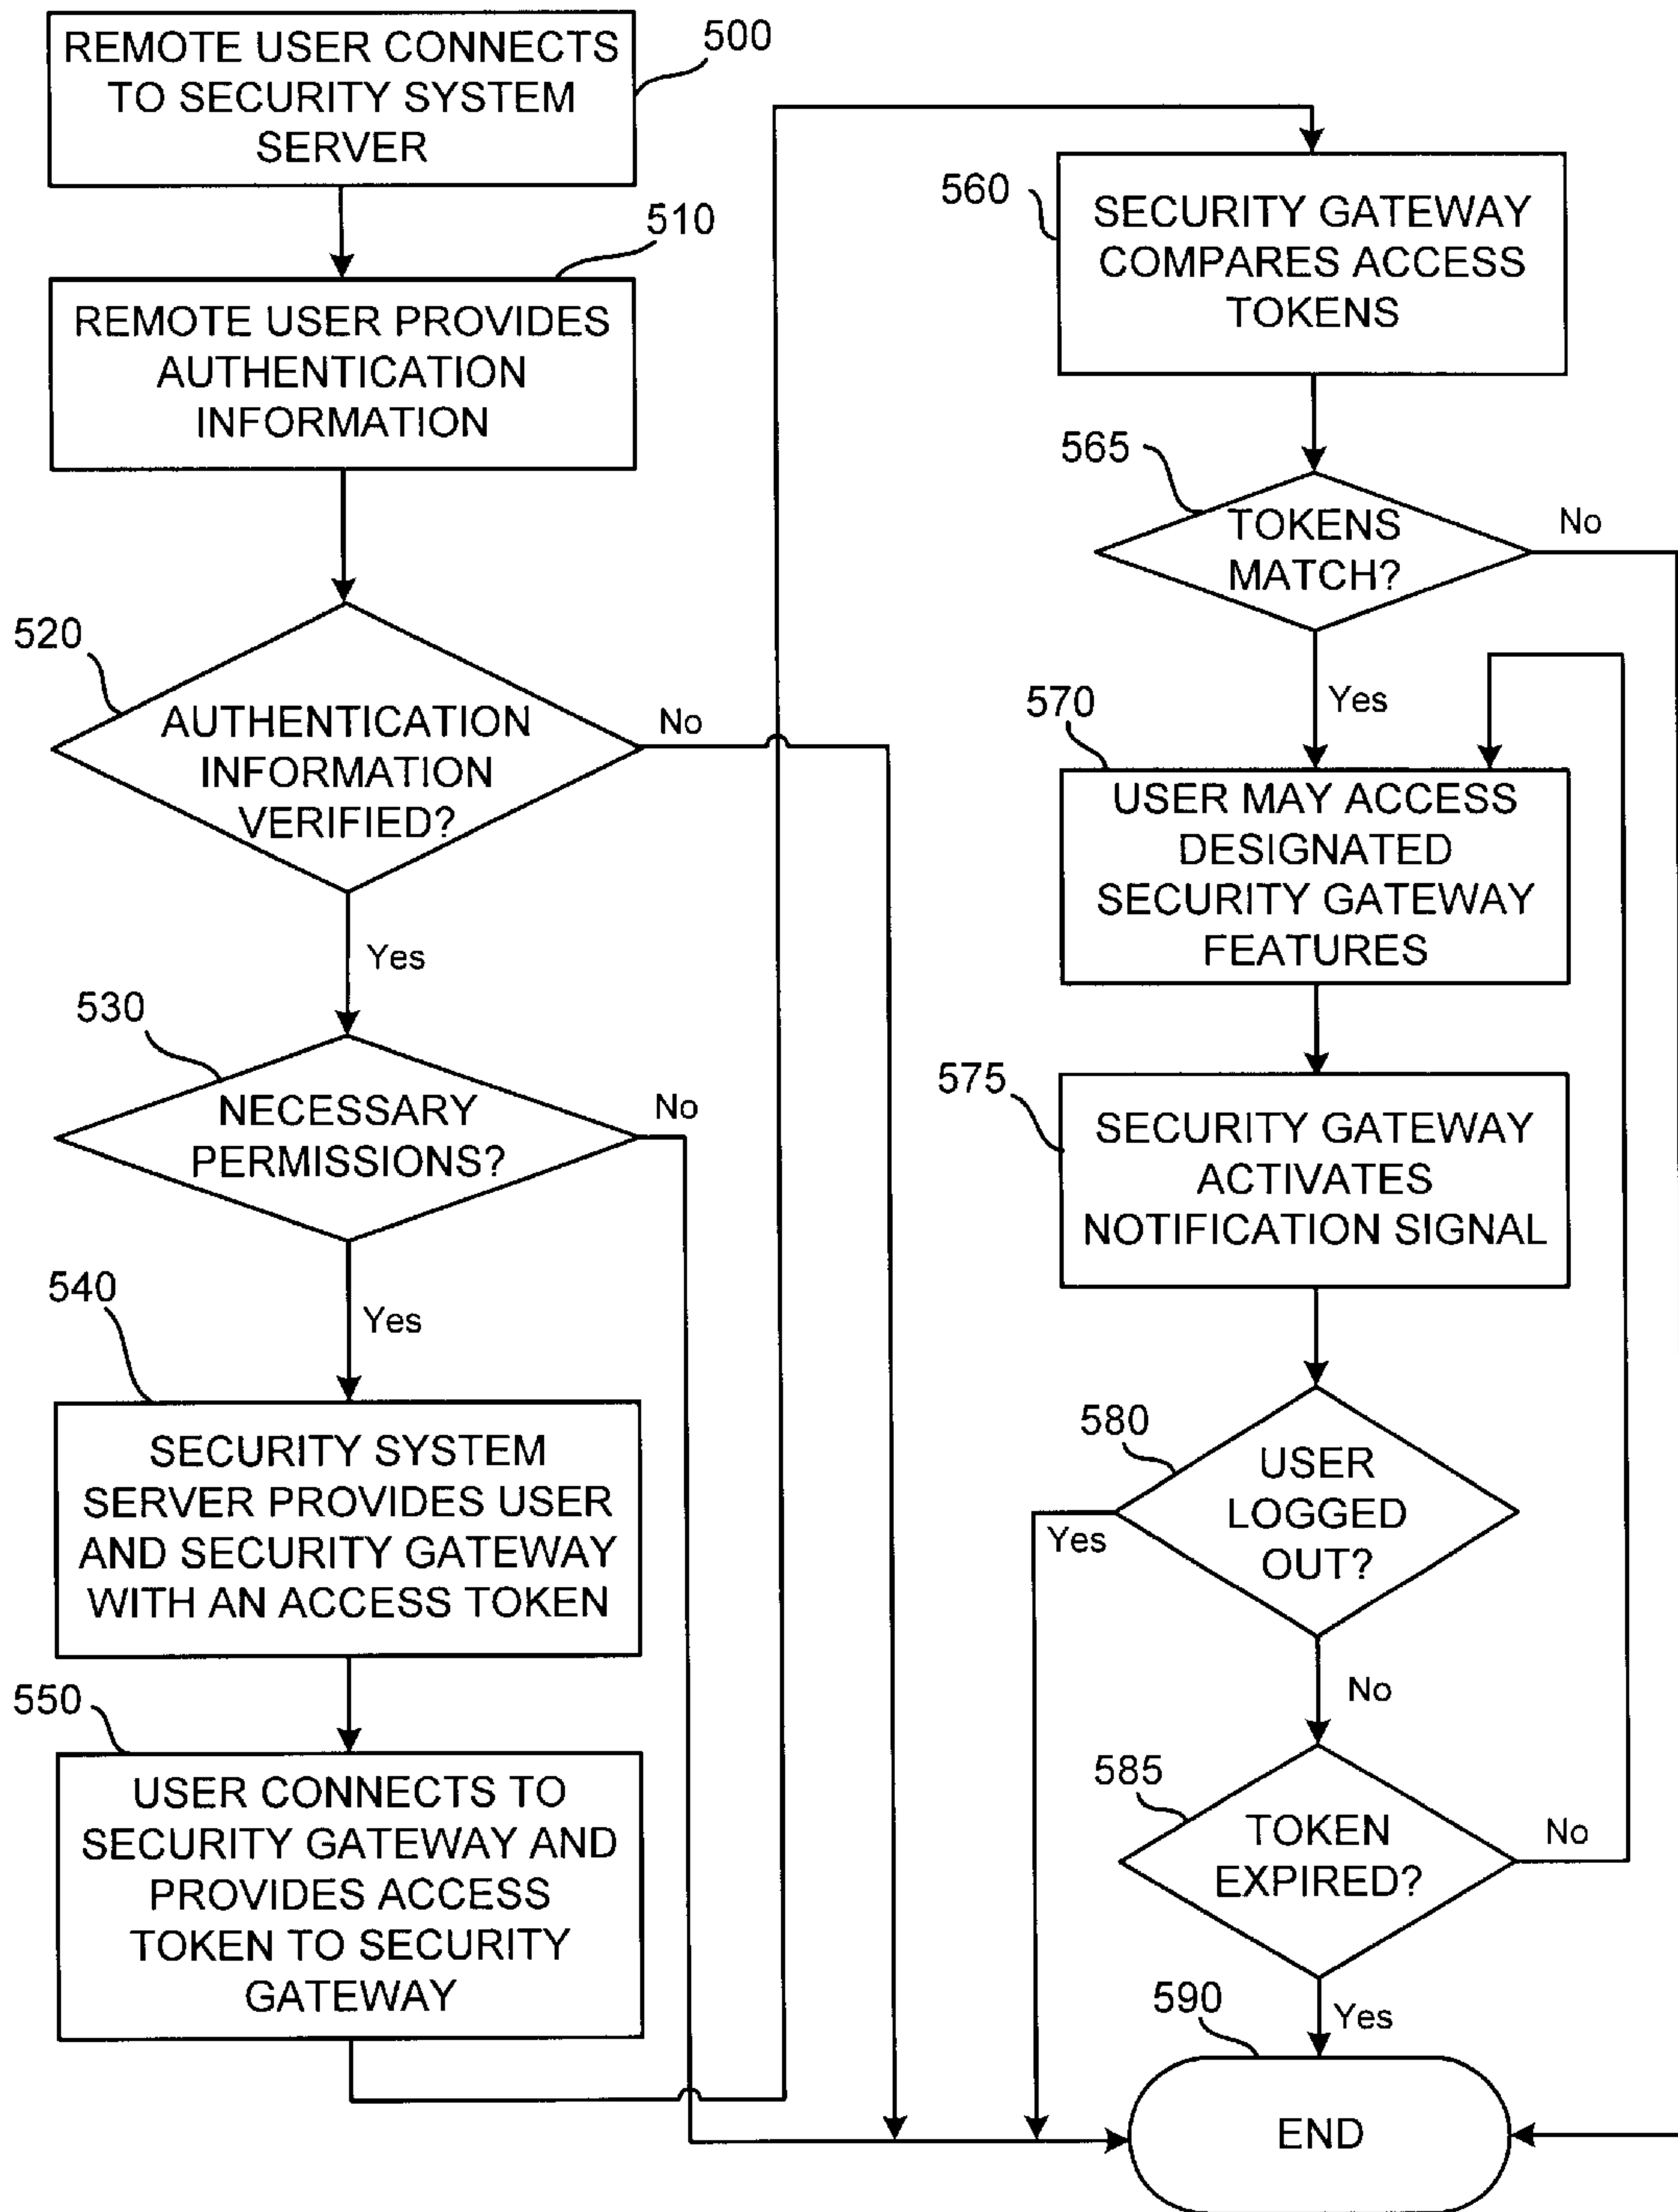 500
REMOTE USER CONNECTS
TO SECURITY SYSTEM
SERVER
510
REMOTE USER PROVIDES
AUTHENTICATION
INFORMATION
520
AUTHENTICATION
INFORMATION
VERIFIED?
No
Yes
530
NECESSARY
PERMISSIONS?
No
Yes
540
SECURITY SYSTEM
SERVER PROVIDES USER
AND SECURITY GATEWAY
WITH AN ACCESS TOKEN
550
USER CONNECTS TO
SECURITY GATEWAY AND
PROVIDES ACCESS
TOKEN TO SECURITY
GATEWAY
560
SECURITY GATEWAY
COMPARES ACCESS
TOKENS
565
TOKENS
MATCH?
No
Yes
570
USER MAY ACCESS
DESIGNATED
SECURITY GATEWAY
FEATURES
575
SECURITY GATEWAY
ACTIVATES
NOTIFICATION SIGNAL
580
USER
LOGGED
OUT?
Yes
No
585
TOKEN
EXPIRED?
No
Yes
590
END